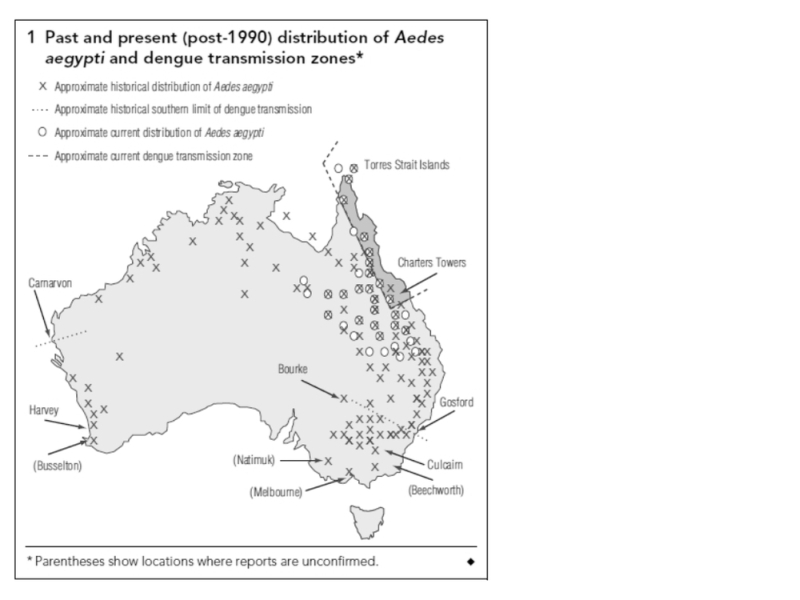 1 Past and present (post-1990) distribution of Aedes
aegypti and dengue transmission zones*
X Approximate historical distribution of Aedes aegypti
····· Approximate historical southern limit of dengue transmission
O Approximate current distribution of Aedes ægypti
--- Approximate current dengue transmission zone
Torres Strait Islands
Charters Towers
Carnarvon
Bourke
Gosford
Harvey
(Busselton)
(Natimuk)
Culcairn
(Melbourne)
(Beechworth)
* Parentheses show locations where reports are unconfirmed. ◆